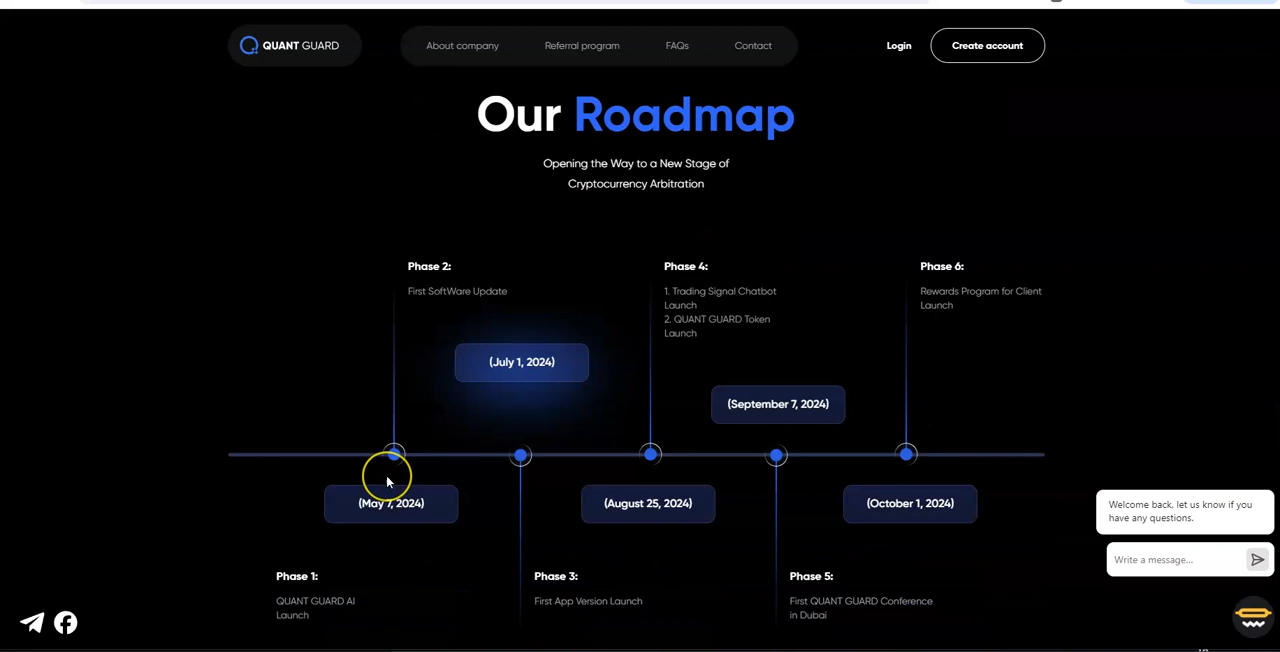 QUANT GUARD
About company
Referral program
FAQs
Contact
Login
Create account
Our Roadmap
Opening the Way to a New Stage of
Cryptocurrency Arbitration
Phase 2:
First SoftWare Update
Phase 4:
1. Trading Signal Chatbot
Launch
2. QUANT GUARD Token
Launch
Phase 6:
Rewards Program for Client
Launch
(July 1, 2024)
(September 7, 2024)
(May 7, 2024)
(August 25, 2024)
(October 1, 2024)
Phase 1:
QUANT GUARD AI
Launch
Phase 3:
First App Version Launch
Phase 5:
First QUANT GUARD Conference
in Dubai
Welcome back, let us know if you
have any questions.
Write a message...